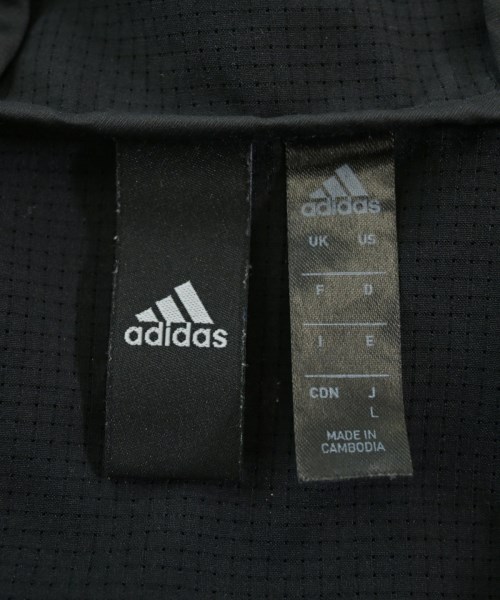 adidas
adidas
UK US
F D
I E
CDN J
L
MADE IN
CAMBODIA